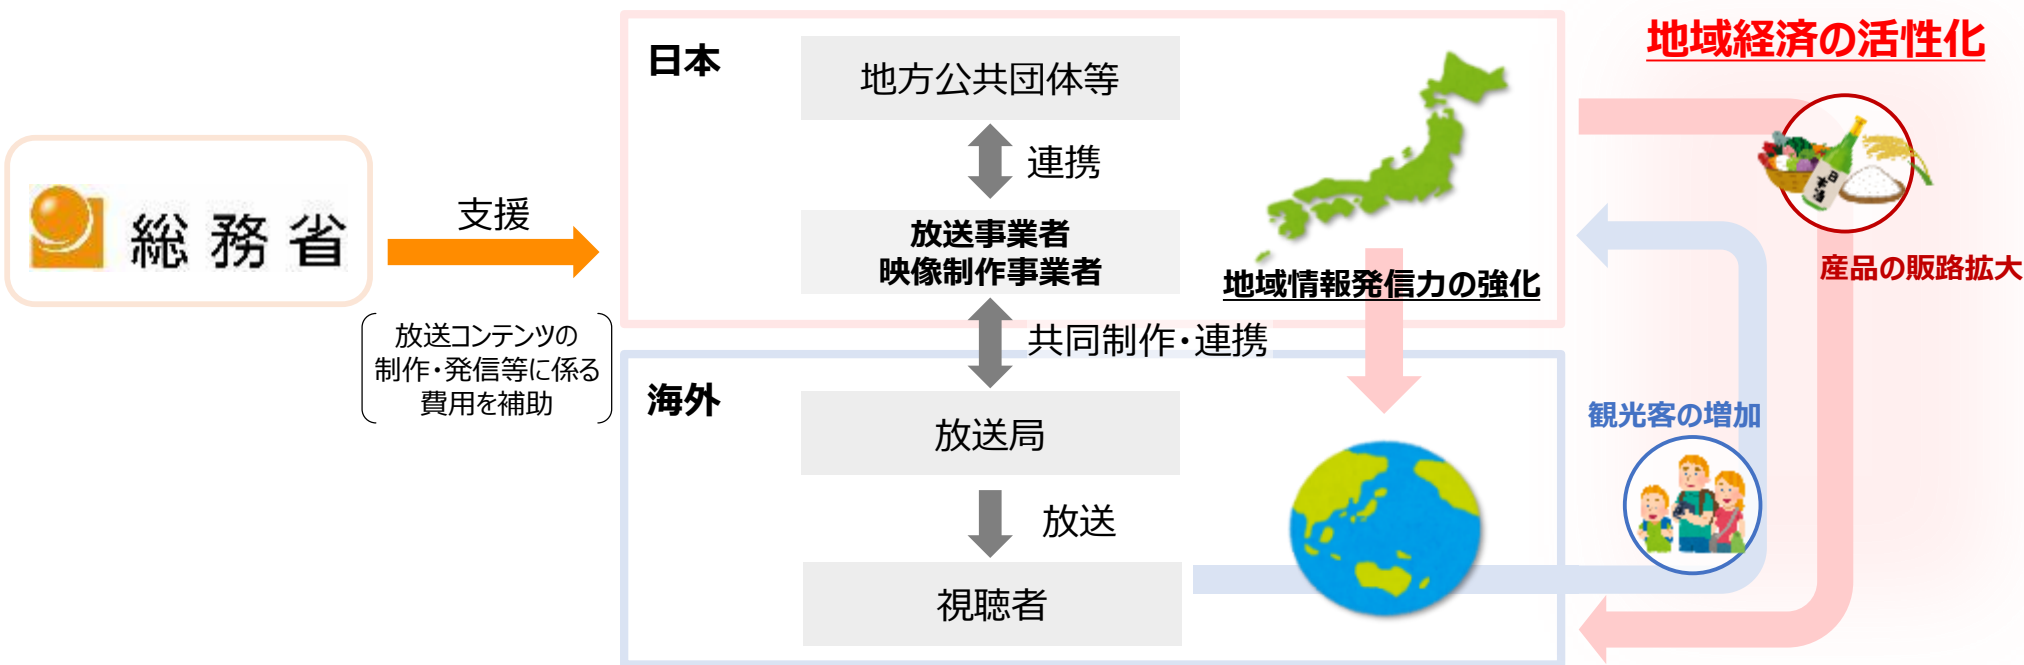 総務省
支援
放送コンテンツの
制作・発信等に係る
費用を補助
日本
地方公共団体等
連携
放送事業者
映像制作事業者
地域情報発信力の強化
共同制作・連携
海外
放送局
放送
視聴者
地域経済の活性化
日本酒
産品の販路拡大
観光客の増加